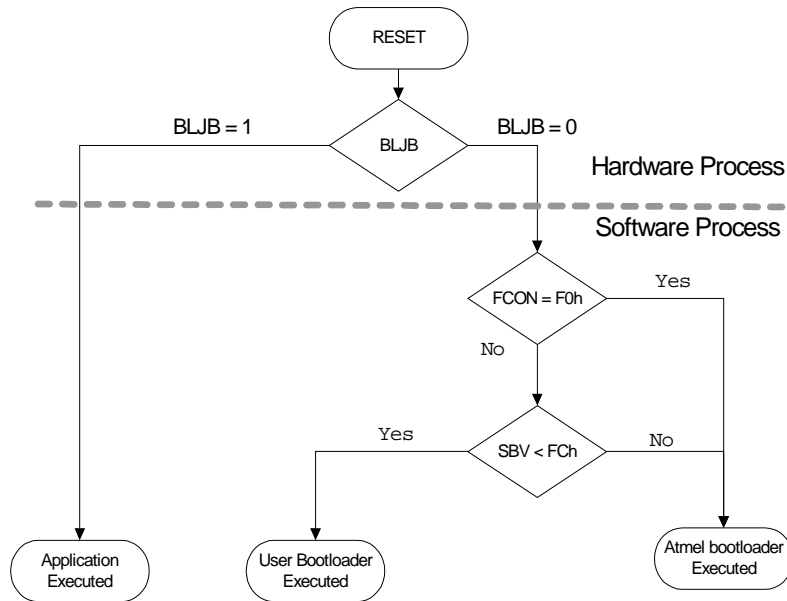 RESET
BLJB = 1
BLJB
BLJB = 0
Hardware Process
Software Process
FCON = F0h
Yes
No
Yes
SBV < FCh
No
Application
Executed
User Bootloader
Executed
Atmel bootloader
Executed